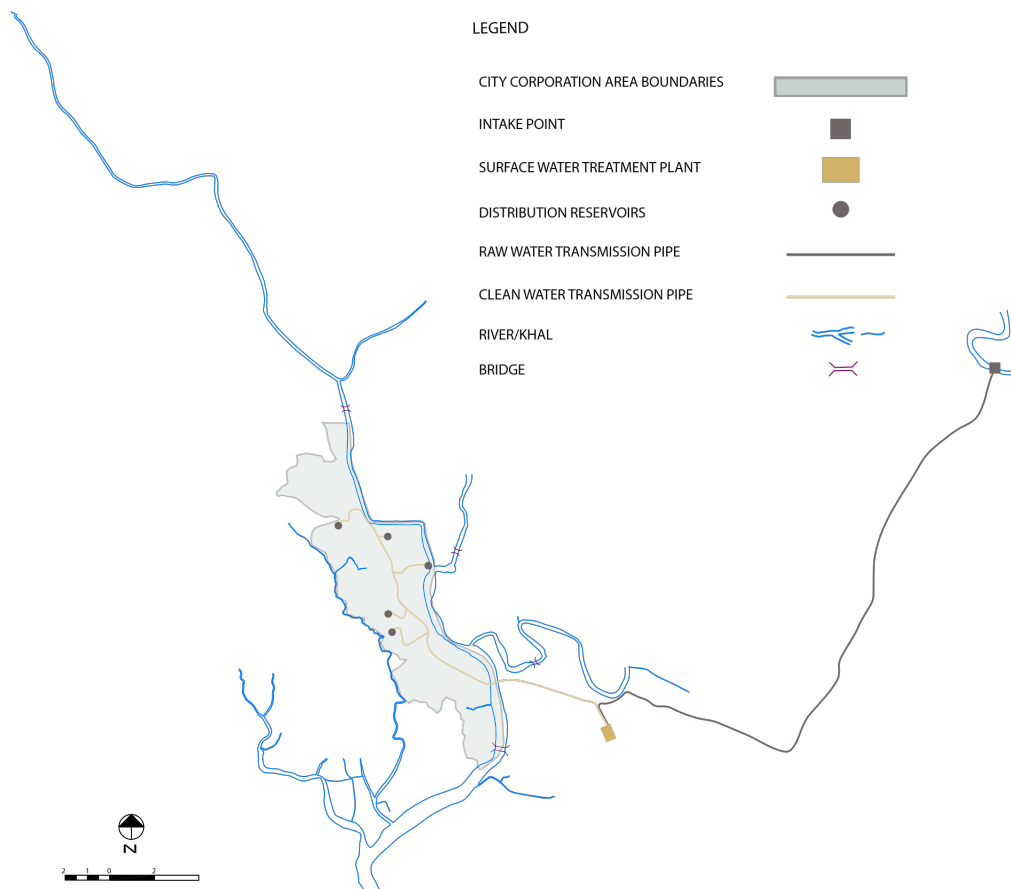 LEGEND
CITY CORPORATION AREA BOUNDARIES
INTAKE POINT
SURFACE WATER TREATMENT PLANT
DISTRIBUTION RESERVOIRS
RAW WATER TRANSMISSION PIPE
CLEAN WATER TRANSMISSION PIPE
RIVER/KHAL
BRIDGE
N
2 1 0 2